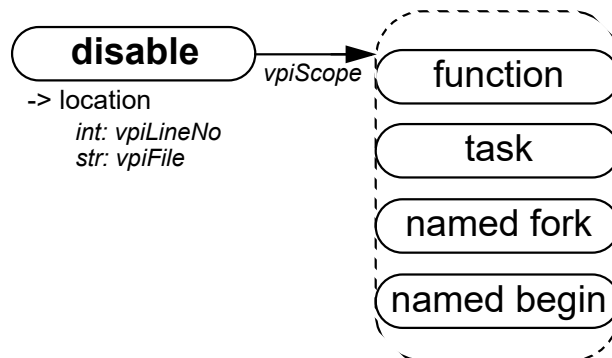 disable
vpiScope
-> location
int: vpiLineNo
str: vpiFile
function
task
named fork
named begin